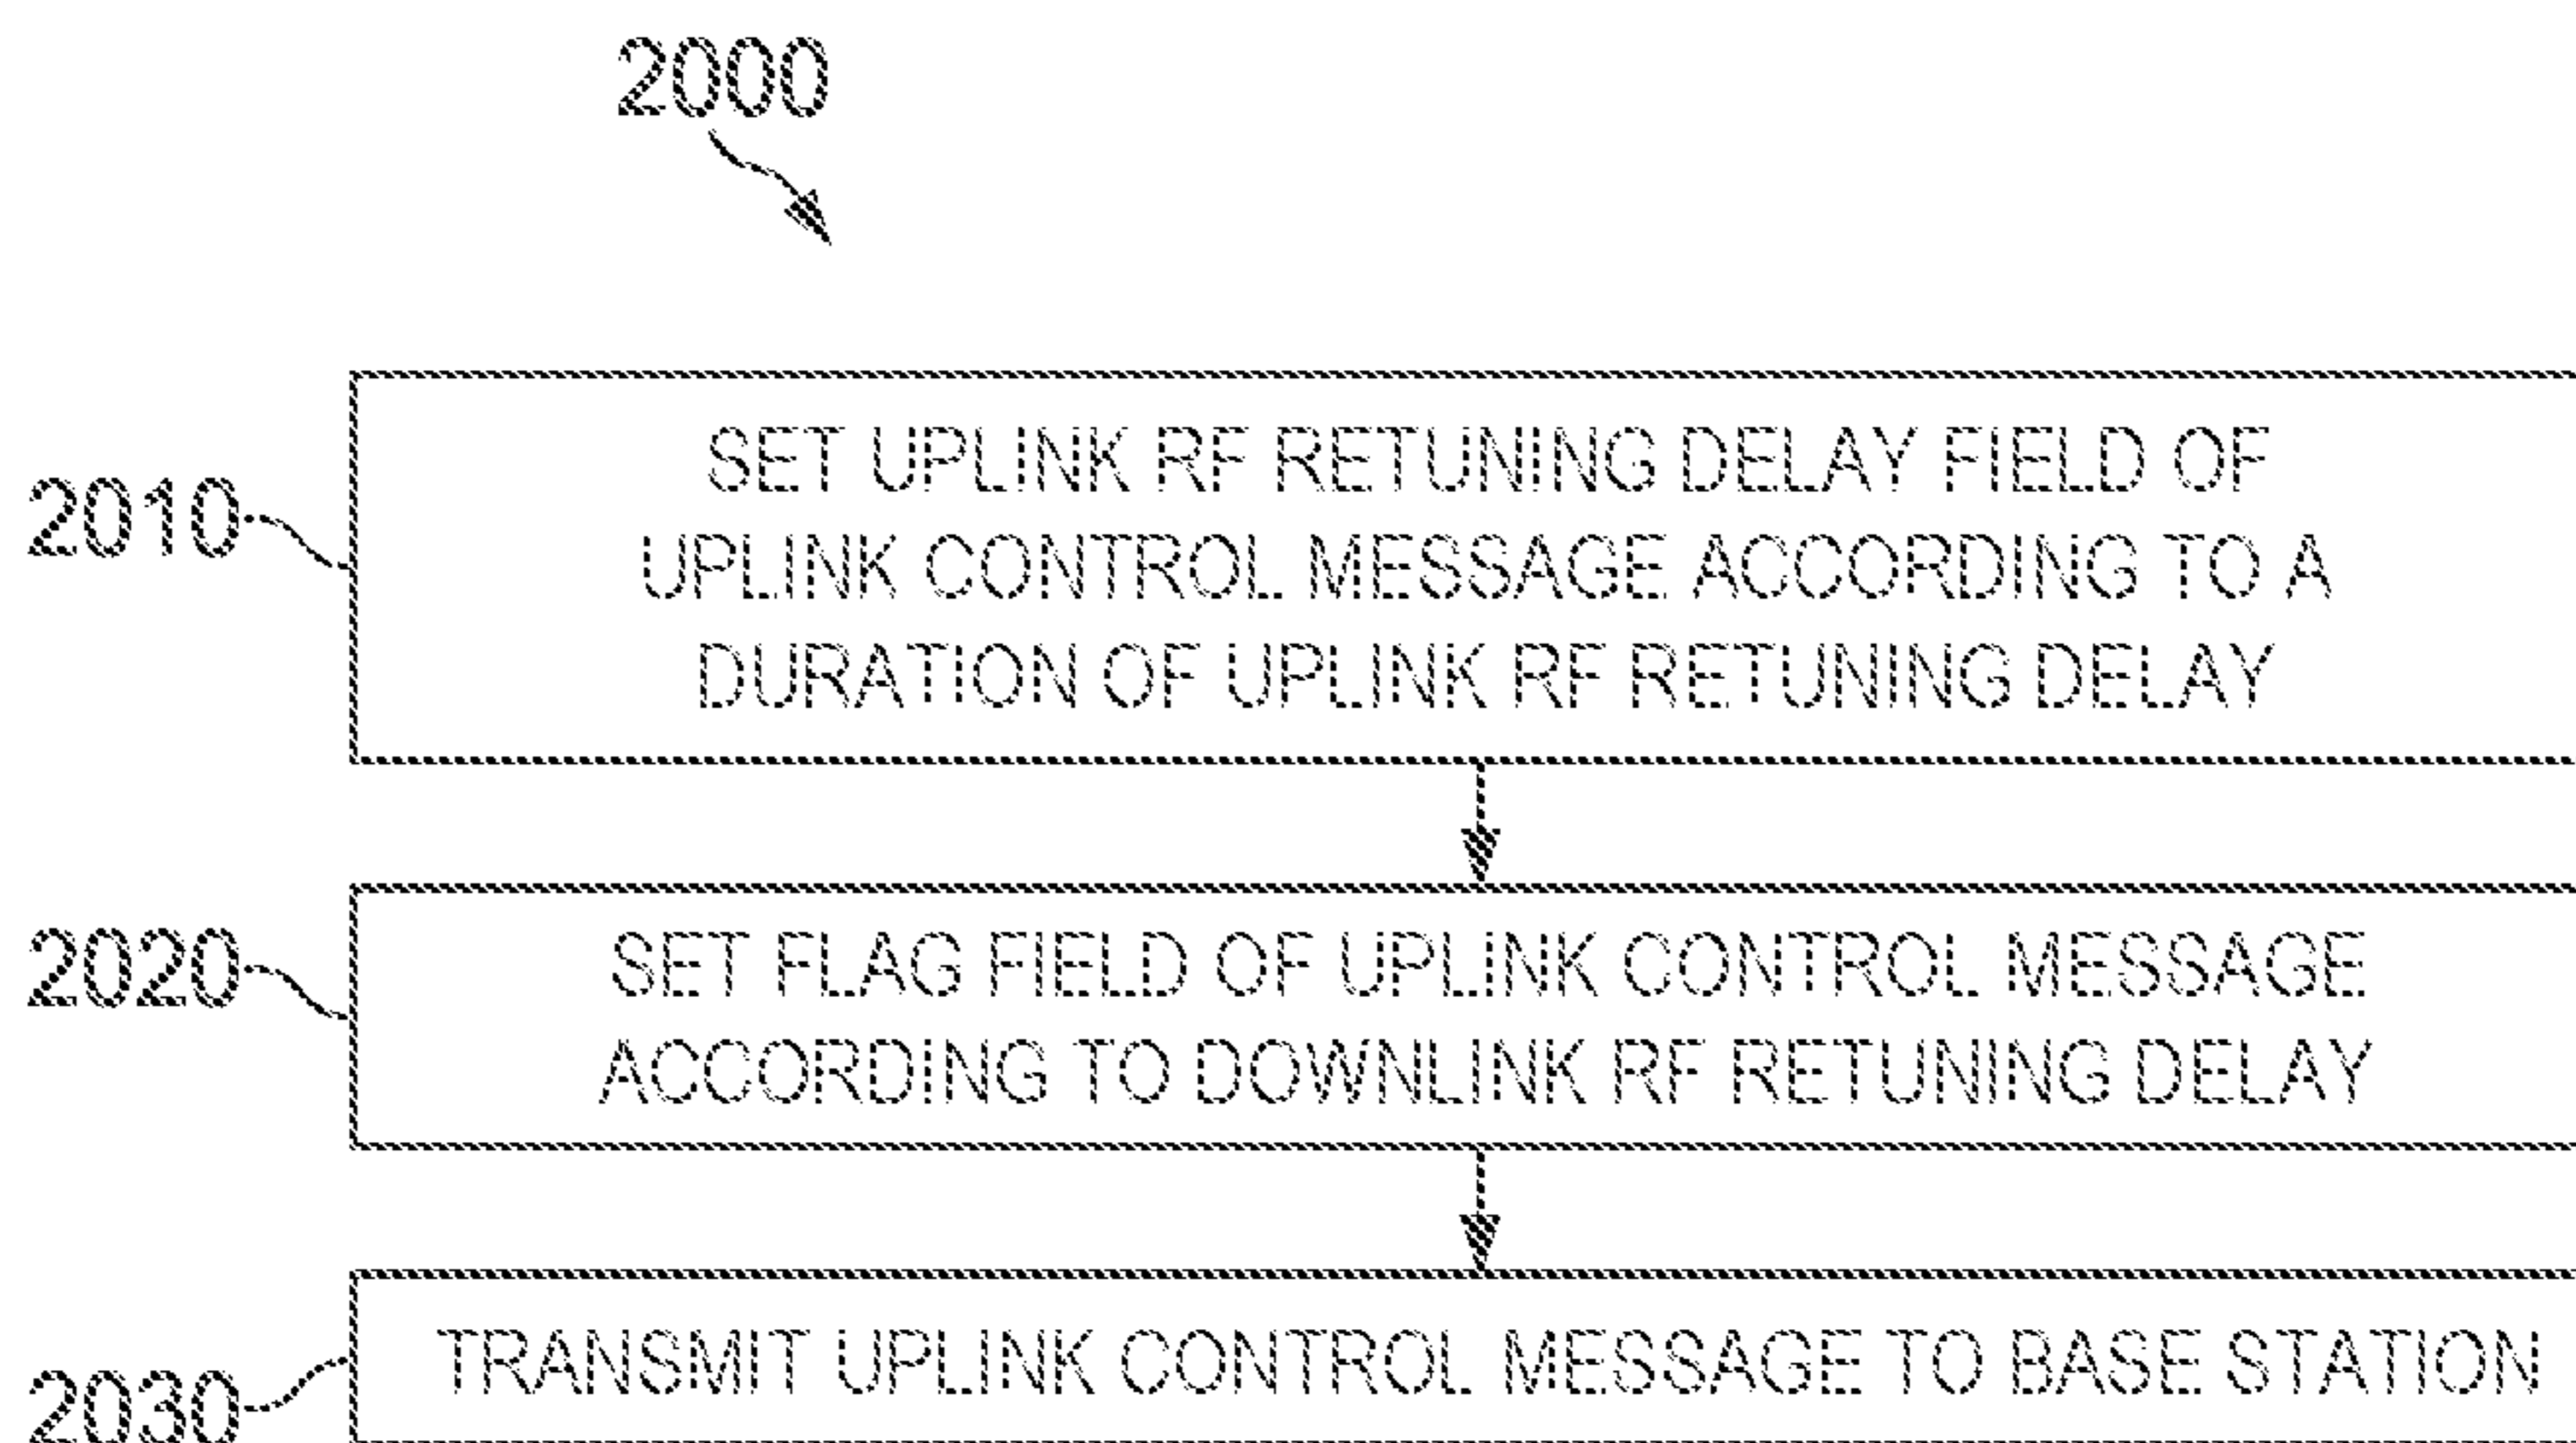 2000
2010
SET UPLINK RF RETUNING DELAY FIELD OF
UPLINK CONTROL MESSAGE ACCORDING TO A
DURATION OF UPLINK RF RETUNING DELAY
2020
SET FLAG FIELD OF UPLINK CONTROL MESSAGE
ACCORDING TO DOWNLINK RF RETUNING DELAY
2030
TRANSMIT UPLINK CONTROL MESSAGE TO BASE STATION